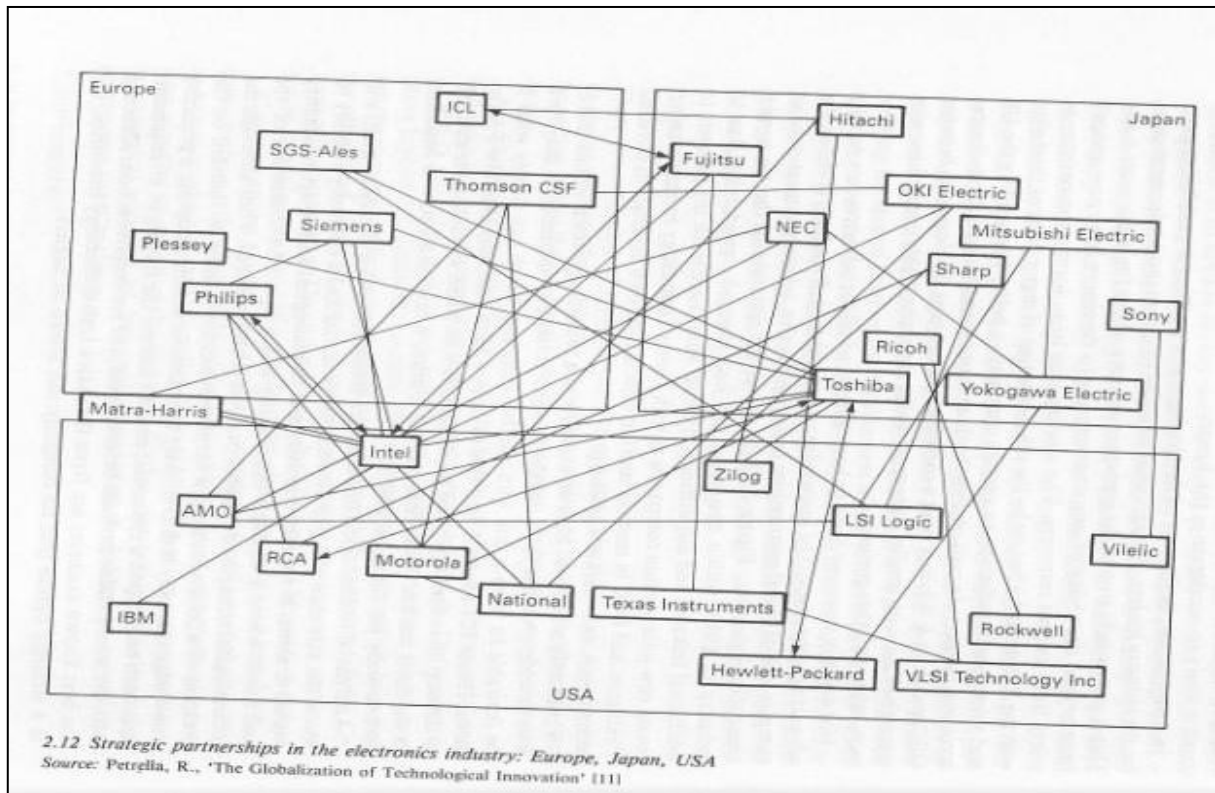 Europe
ICL
Hitachi
Japan
SGS-Ales
Fujitsu
Thomson CSF
OKI Electric
Siemens
NEC
Mitsubishi Electric
Plessey
Sharp
Philips
Sony
Ricoh
Toshiba
Yokogawa Electric
Matra-Harris
Intel
Zilog
AMO
LSI Logic
Vilelic
RCA
Motorola
National
Texas Instruments
IBM
Rockwell
Hewlett-Packard
VLSI Technology Inc
USA
2.12 Strategic partnerships in the electronics industry: Europe, Japan, USA
Source: Petrella, R., 'The Globalization of Technological Innovation' [11]